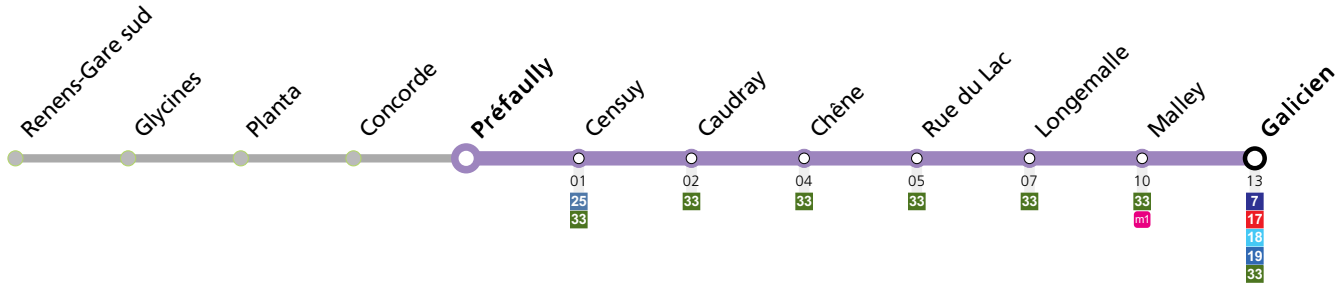 Renens-Gare sud
Glycines
Planta
Concorde
Préfaully
Censuy
Caudray
Chêne
Rue du Lac
Longemalle
Malley
Galicien
01 02 04 05 07 10 13
25 33 33 33 33 33 7
33 m1 17
18
19
33